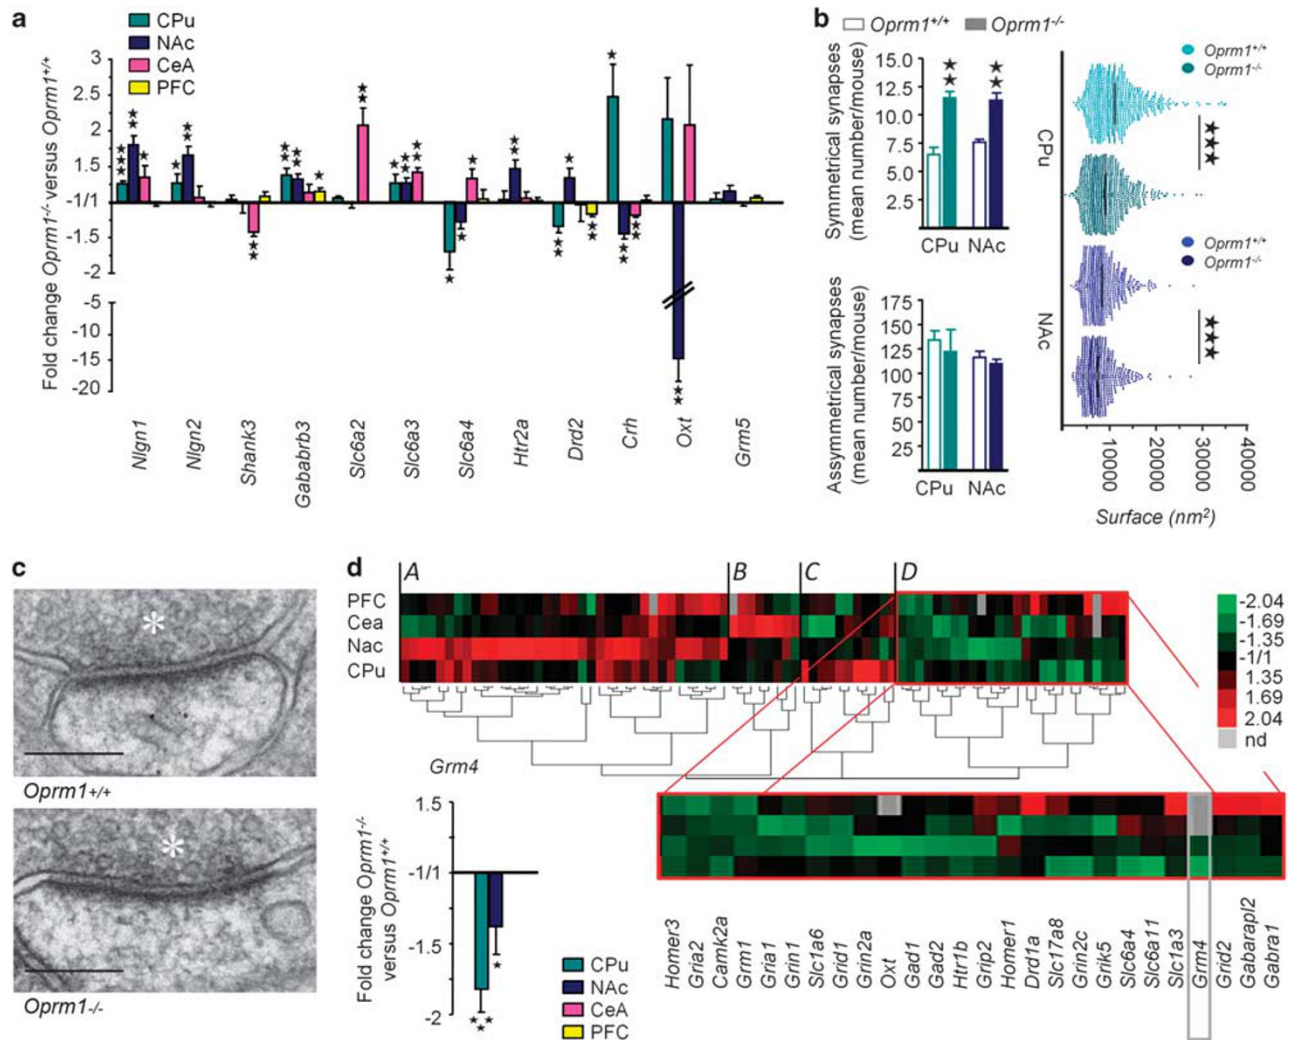 a
CPu
NAc
CeA
PFC
Fold change Oprm1-/- versus Oprm1+/+
3
2.5
2
1.5
-1/1
-1.5
-2
-5
-10
-15
-20
Nlgn1
Nlgn2
Shank3
Gababrb3
Slc6a2
Slc6a3
Slc6a4
Htr2a
Drd2
Crh
Oxt
Grm5
b
Oprm1+/+ Oprm1-/-
Symmetrical synapses
(mean number/mouse)
15.0
12.5
10.0
7.5
5.0
2.5
CPu NAc
Assymmetrical synapses
(mean number/mouse)
175
150
125
100
75
50
25
CPu NAc
Oprm1+/+
Oprm1-/-
CPu
Oprm1+/+
Oprm1-/-
NAc
10000
20000
30000
40000
Surface (nm2)
c
*
Oprm1+/+
*
Oprm1-/-
d
A B C D
PFC
Cea
Nac
CPu
-2.04
-1.69
-1.35
-1/1
1.35
1.69
2.04
nd
Grm4
Fold change Oprm1-/-
versus Oprm1+/+
1.5
-1/1
-1.5
-2
CPu
NAc
CeA
PFC
Homer3
Gria2
Camk2a
Grm1
Gria1
Grin1
Slc1a6
Grid1
Grin2a
Oxt
Gad1
Gad2
Htr1b
Grip2
Homer1
Drd1a
Slc17a8
Grin2c
Grik5
Slc6a4
Slc6a11
Slc1a3
Grm4
Grid2
Gabarapl2
Gabra1